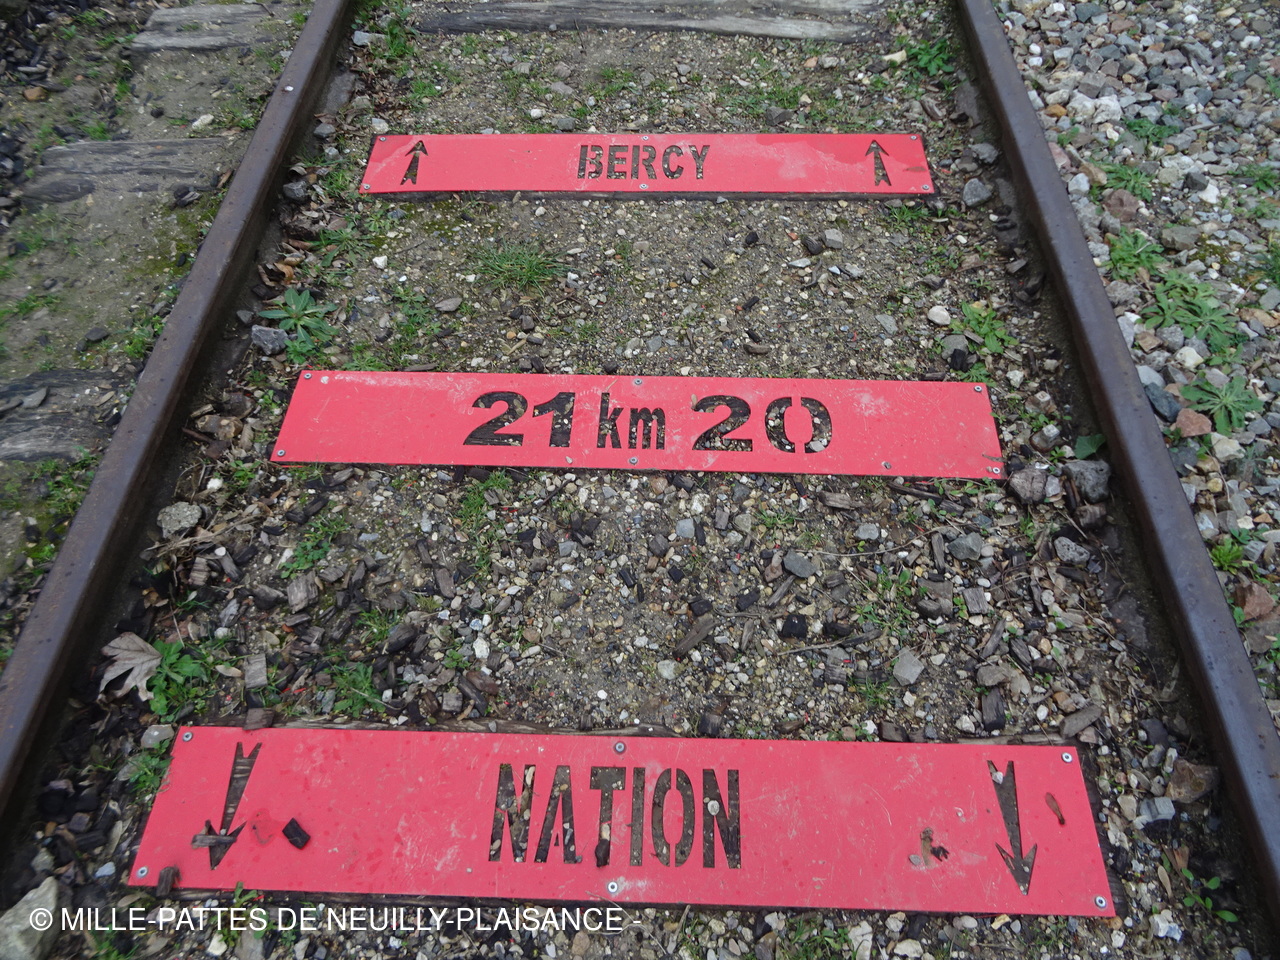 BERCY
21 km 20
NATION
© MILLE-PATTES DE NEUILLY-PLAISANCE -